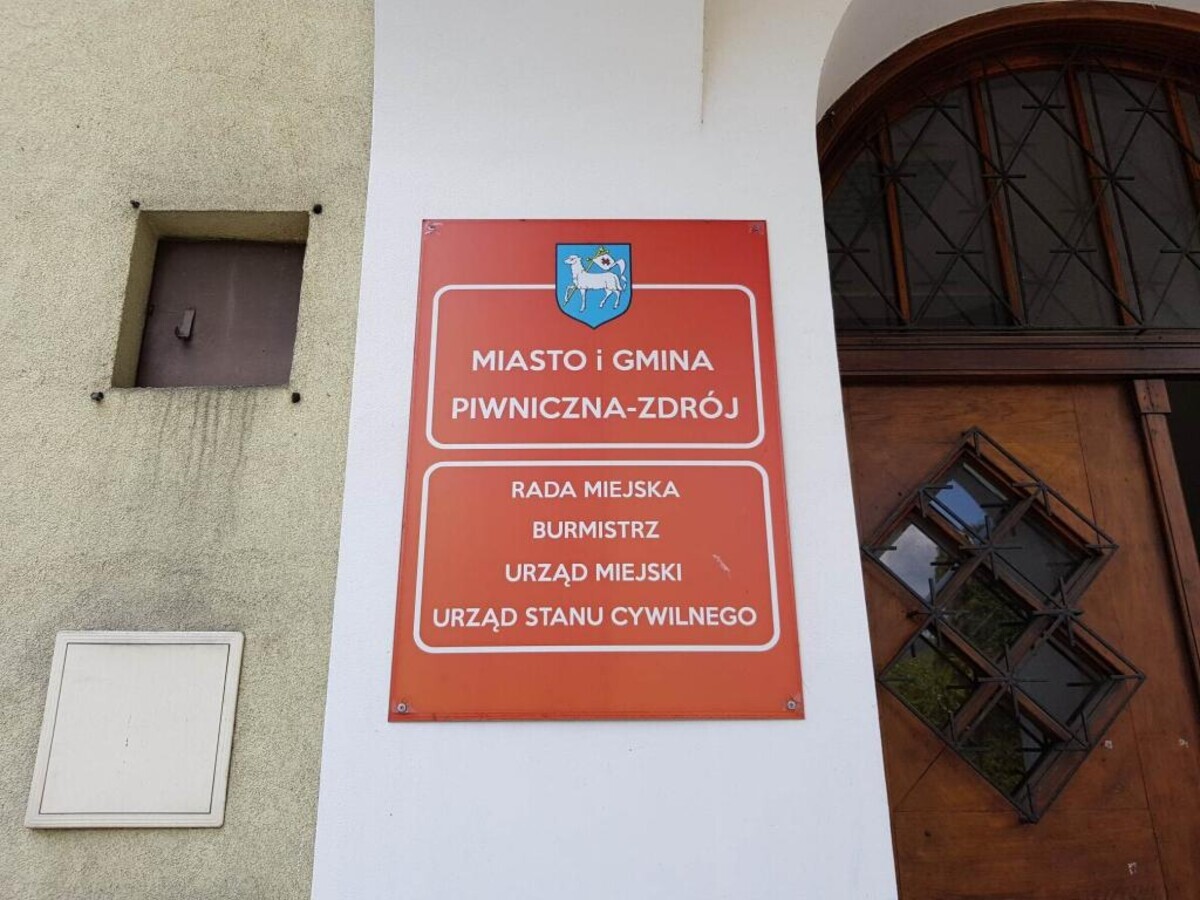 MIASTO i GMINA
PIWNICZNA-ZDRÓJ
RADA MIEJSKA
BURMISTRZ
URZĄD MIEJSKI
URZĄD STANU CYWILNEGO